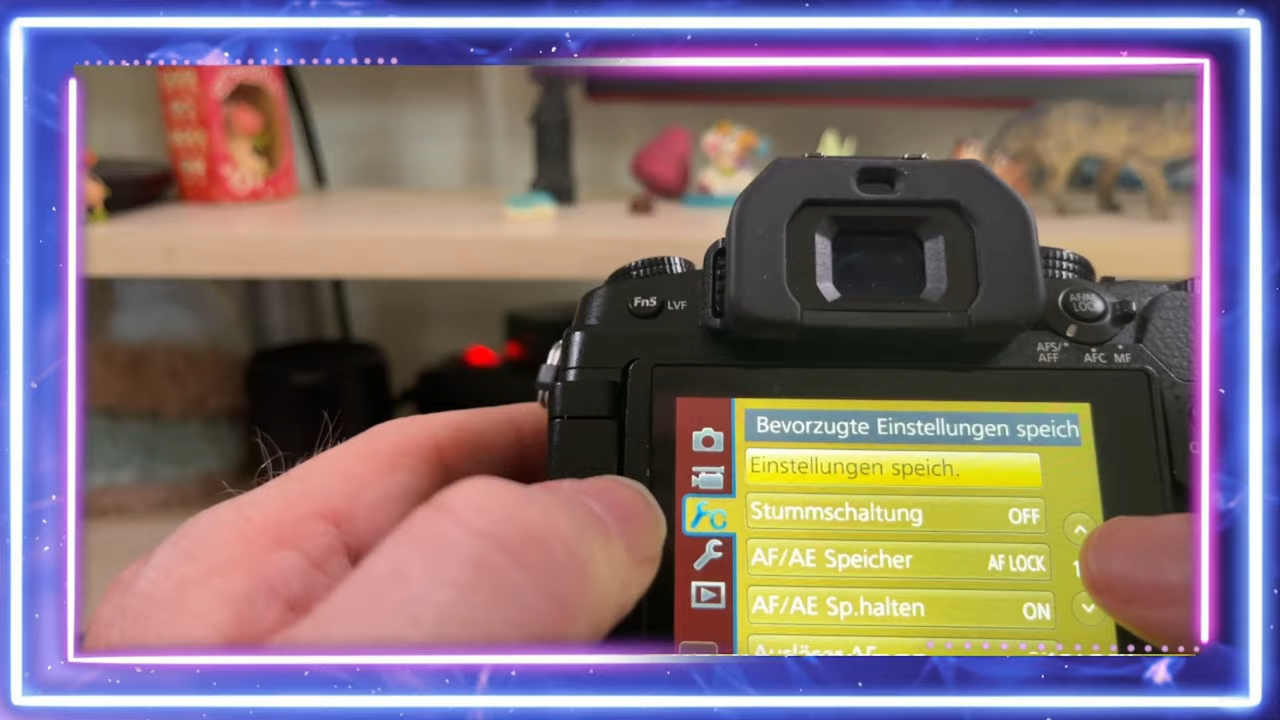 Fn5 LVF
AF/AE
LOCK
AFS/
AFF
AFC MF
Bevorzugte Einstellungen speich
Einstellungen speich.
Stummschaltung OFF
AF/AE Speicher AF LOCK
AF/AE Sp.halten ON